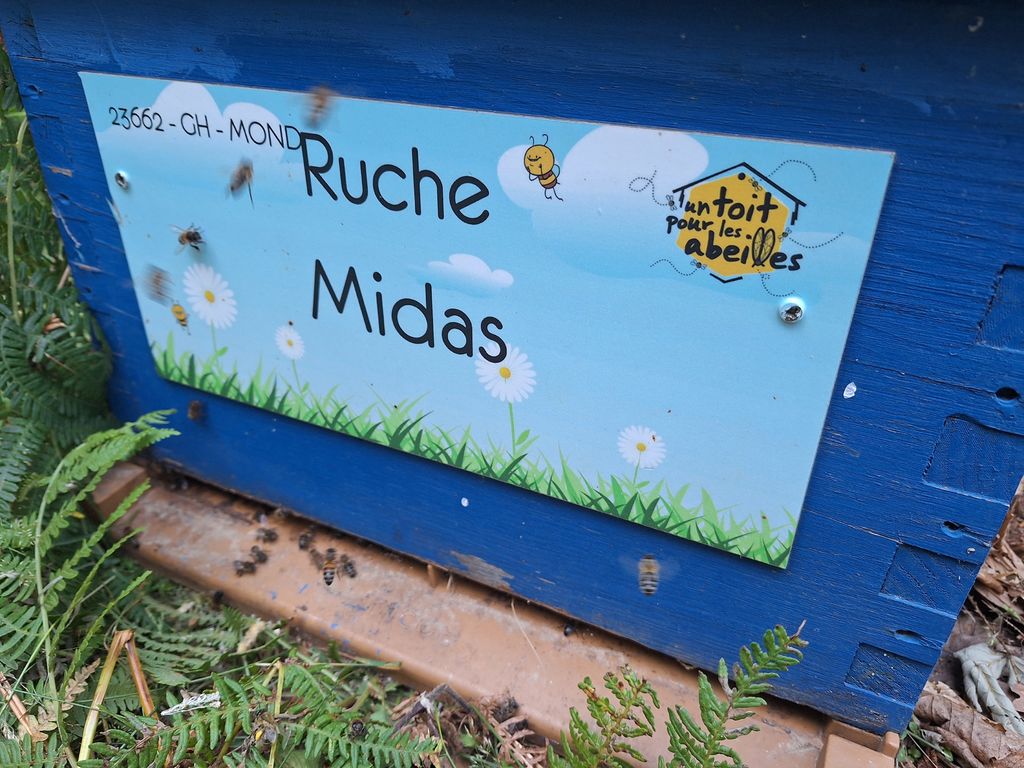 23662 - GH - MOND
Ruche
Midas
un toit
pour les
abeilles